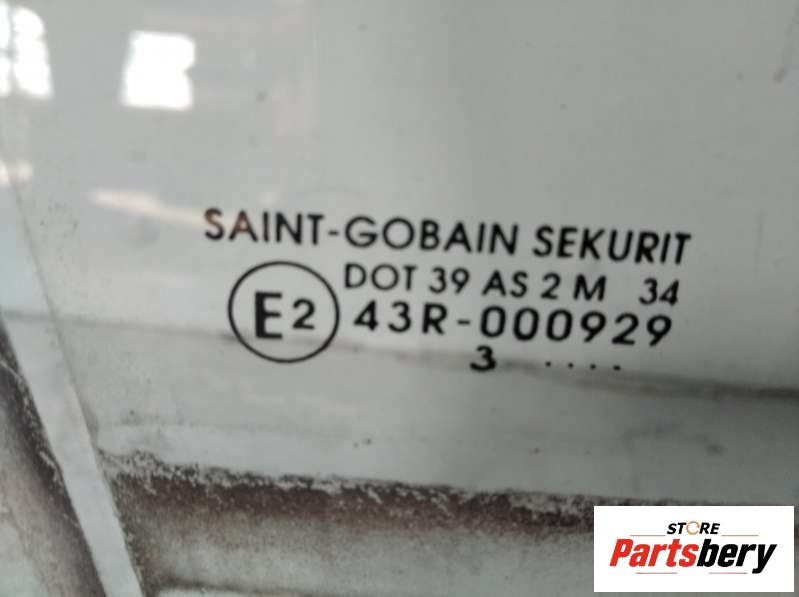 SAINT-GOBAIN SEKURIT
DOT 39 AS 2 M 34
E2 43R-000929
3 ....
STORE
Partsbery